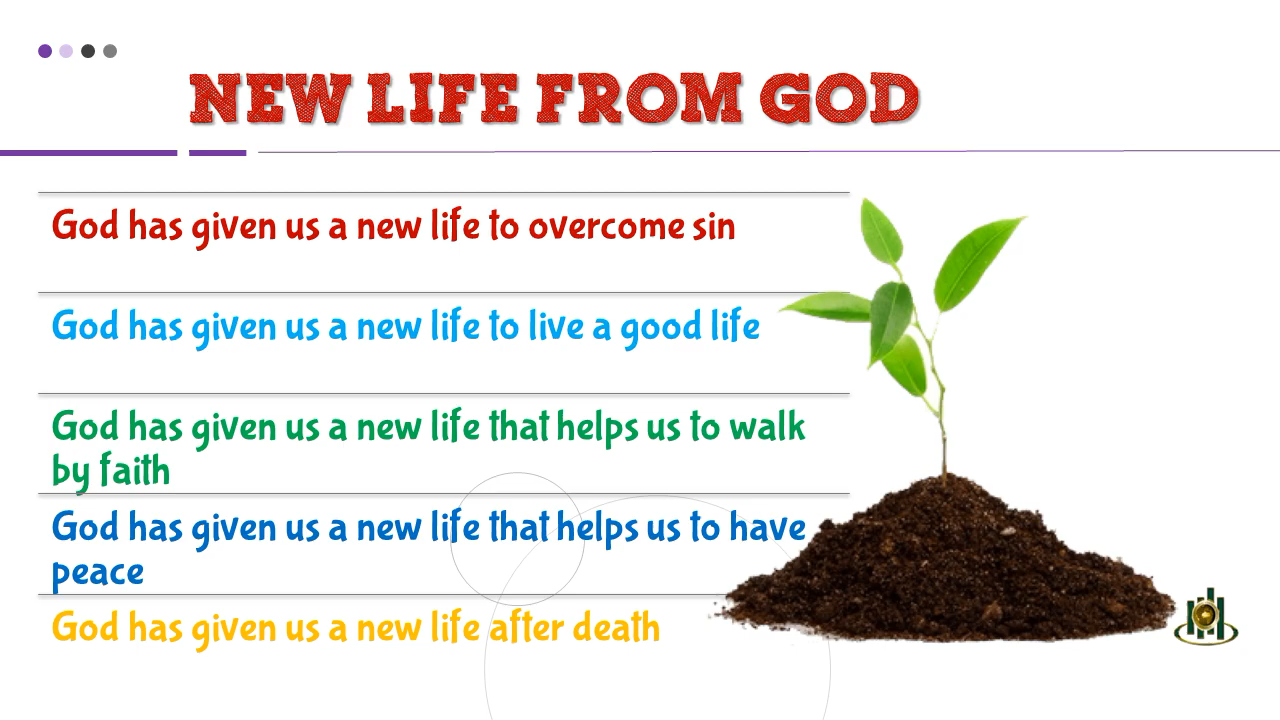 NEW LIFE FROM GOD
God has given us a new life to overcome sin
God has given us a new life to live a good life
God has given us a new life that helps us to walk
by faith
God has given us a new life that helps us to have
peace
God has given us a new life after death